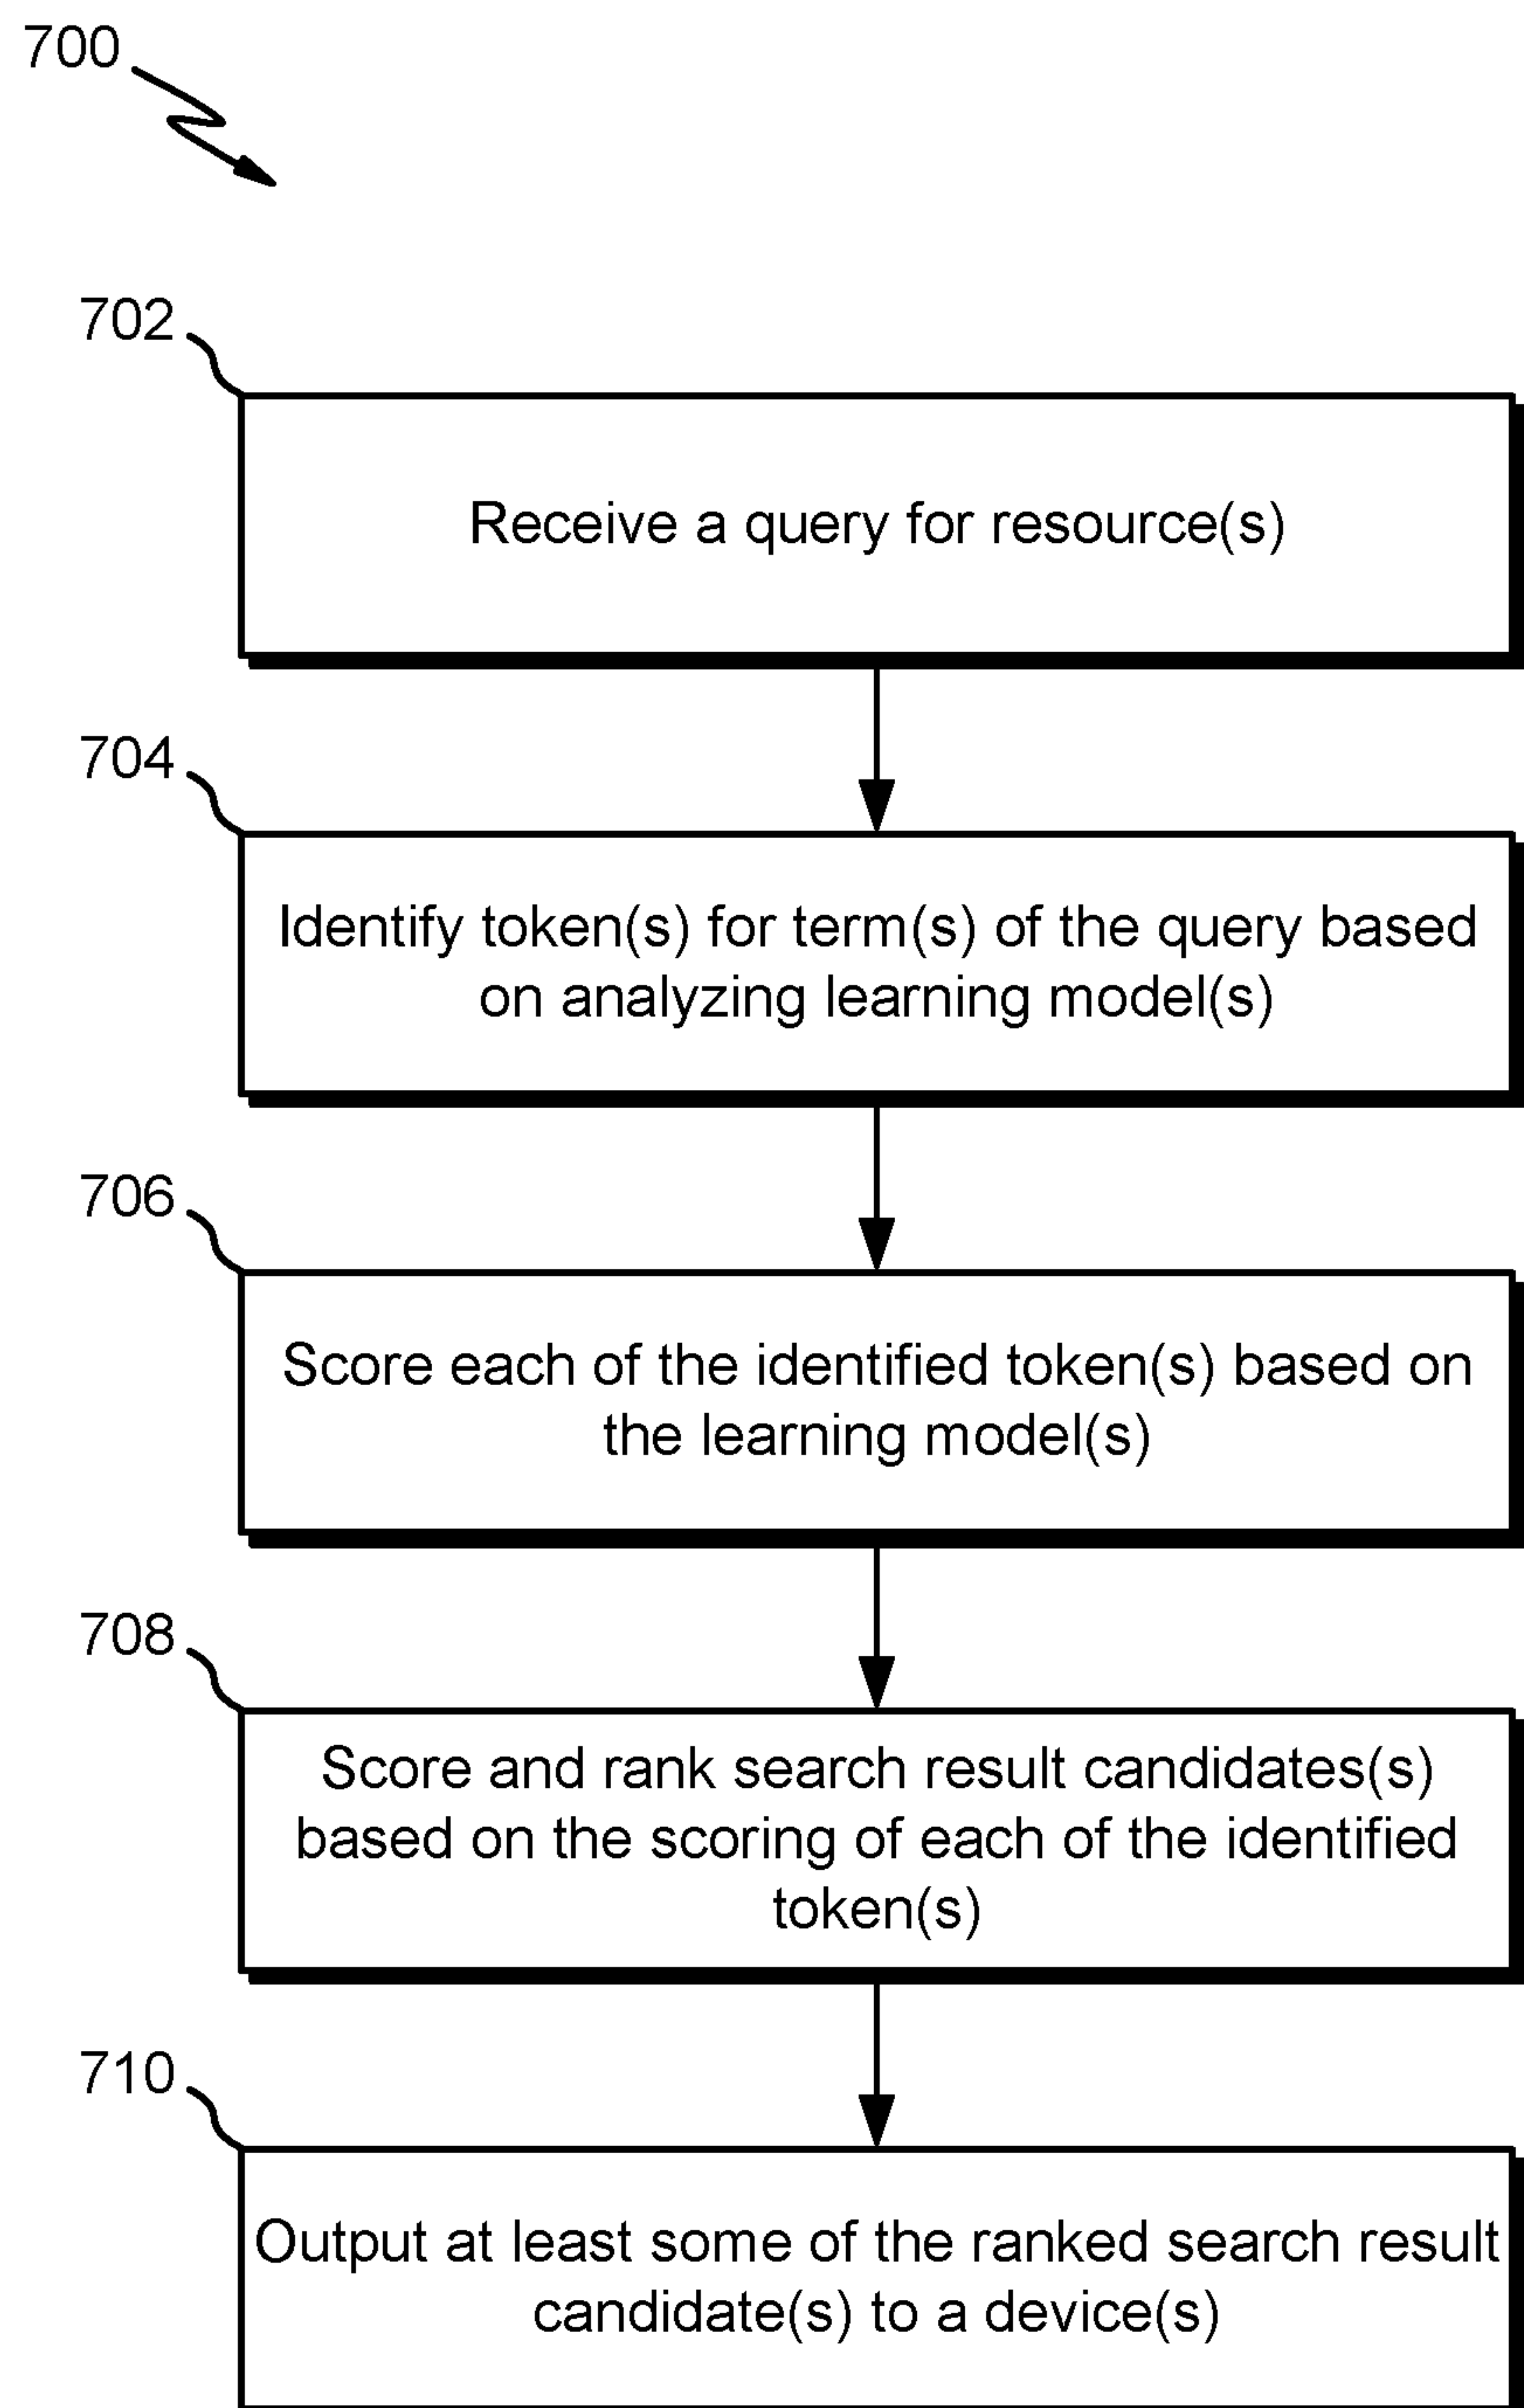 700
702
Receive a query for resource(s)
704
Identify token(s) for term(s) of the query based
on analyzing learning model(s)
706
Score each of the identified token(s) based on
the learning model(s)
708
Score and rank search result candidates(s)
based on the scoring of each of the identified
token(s)
710
Output at least some of the ranked search result
candidate(s) to a device(s)